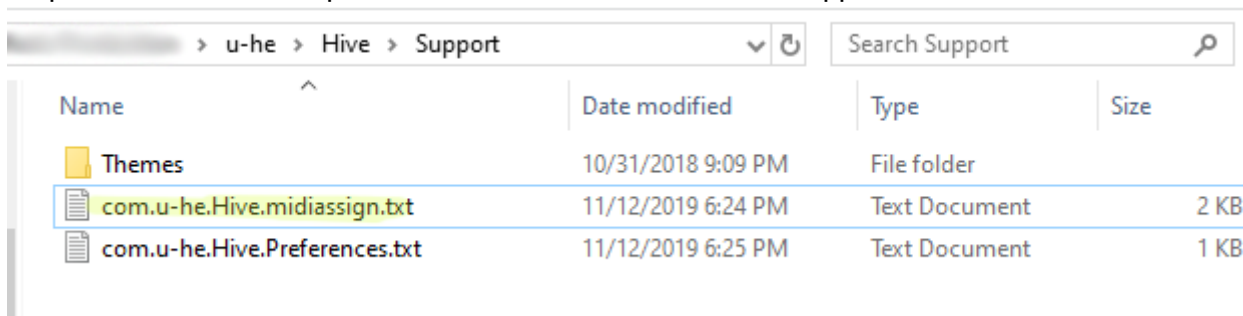 u-he > Hive > Support Search Support
Name Date modified Type Size
Themes 10/31/2018 9:09 PM File folder
com.u-he.Hive.midiassign.txt 11/12/2019 6:24 PM Text Document 2 KB
com.u-he.Hive.Preferences.txt 11/12/2019 6:25 PM Text Document 1 KB